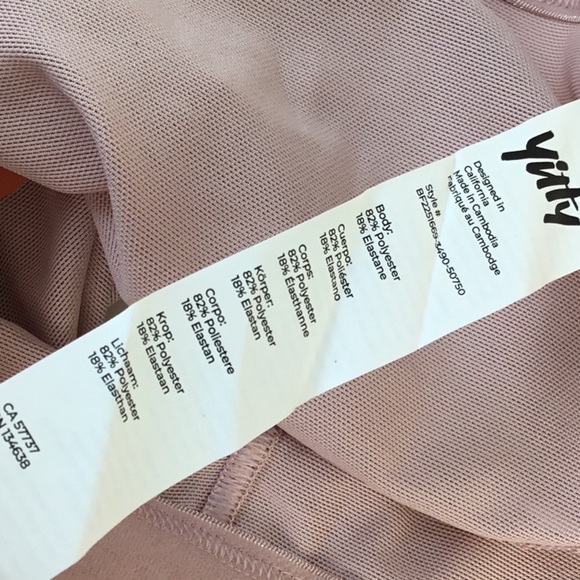 Yitty
Designed in
California
Made in Cambodia
Fabriqué au Cambodge
Style #
BF2251669-3490-50750
Body:
82% Polyester
18% Elastane
Cuerpo:
82% Poliéster
18% Elastano
Corps:
82% Polyester
18% Elasthanne
Körper:
82% Polyester
18% Elastan
Corpo:
82% Poliestere
18% Elastan
Krop:
82% Polyester
18% Elastaan
Lichaam:
82% Polyester
18% Elasthan
CA 57737
N 134638